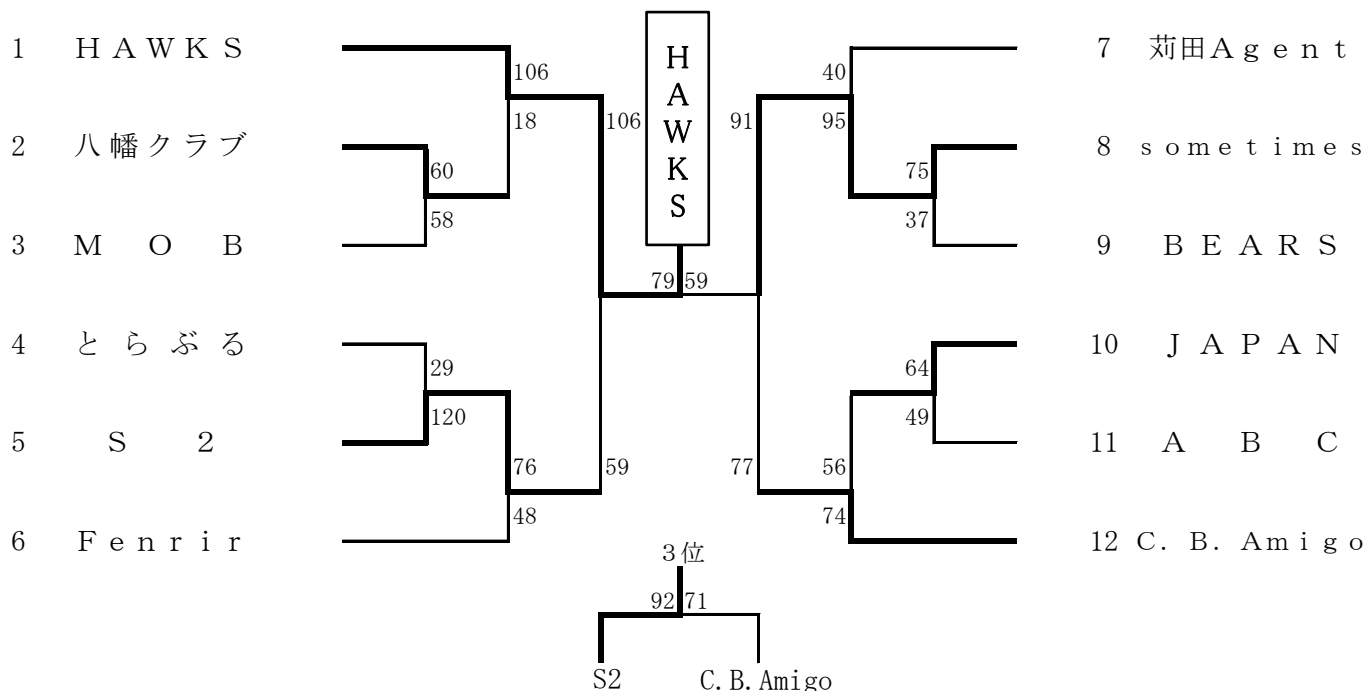 1 HAWKS
106
18
2 八幡クラブ
60
58
3 MOB
4 とらぶる
29
120
5 S2
76
48
6 Fenrir
106
59
HAWKS
79 59
91
77
40
95
7 苅田Agent
8 sometimes
75
37
9 BEARS
10 JAPAN
64
49
11 ABC
56
74
12 C.B.Amigo
3位
92 71
S2 C.B.Amigo